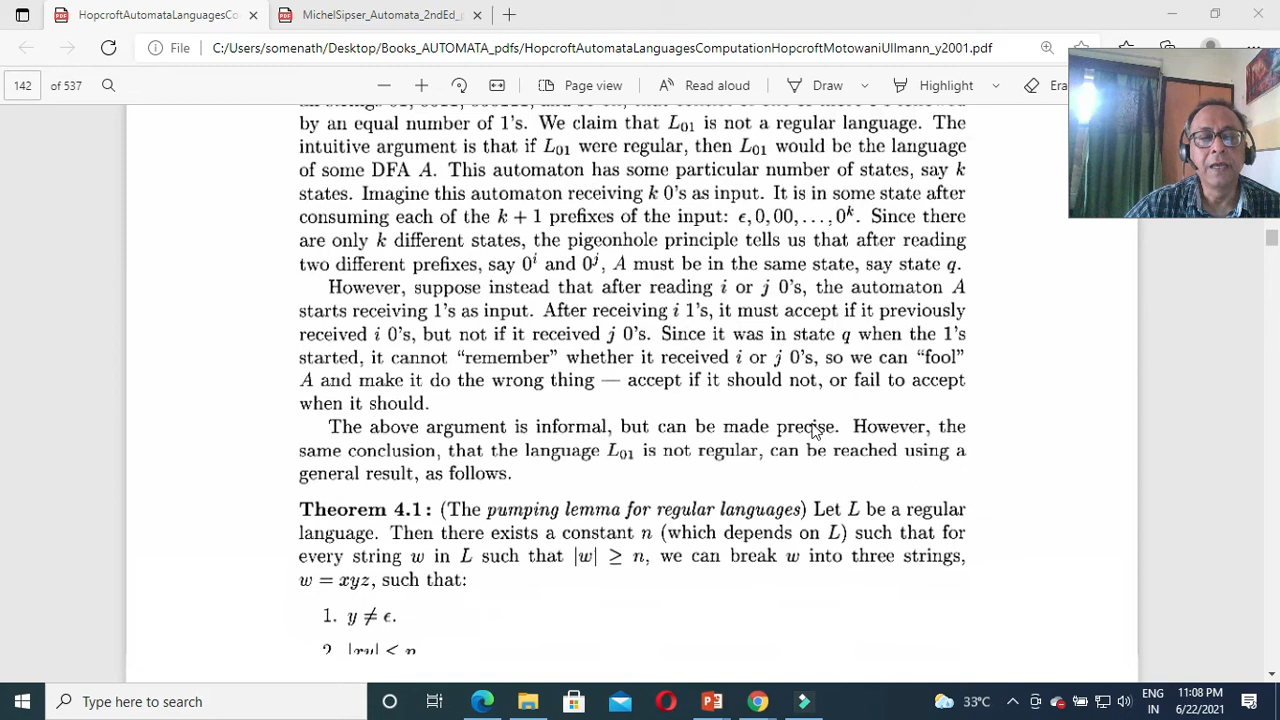 HopcroftAutomataLanguagesCo
MichelSipser_Automata_2ndEd_
File
C:/Users/somenath/Desktop/Books_AUTOMATA_pdfs/HopcroftAutomataLanguagesComputationHopcroftMotowaniUllmann_y2001.pdf
142 of 537
Page view
Read aloud
Draw
Highlight
Era
by an equal number of 1's. We claim that L₀₁ is not a regular language. The
intuitive argument is that if L₀₁ were regular, then L₀₁ would be the language
of some DFA A. This automaton has some particular number of states, say k
states. Imagine this automaton receiving k 0's as input. It is in some state after
consuming each of the k + 1 prefixes of the input: ϵ, 0, 00, . . . , 0ᵏ. Since there
are only k different states, the pigeonhole principle tells us that after reading
two different prefixes, say 0ⁱ and 0ʲ, A must be in the same state, say state q.
However, suppose instead that after reading i or j 0's, the automaton A
starts receiving 1's as input. After receiving i 1's, it must accept if it previously
received i 0's, but not if it received j 0's. Since it was in state q when the 1's
started, it cannot “remember” whether it received i or j 0's, so we can “fool”
A and make it do the wrong thing — accept if it should not, or fail to accept
when it should.
The above argument is informal, but can be made precise. However, the
same conclusion, that the language L₀₁ is not regular, can be reached using a
general result, as follows.
Theorem 4.1: (The pumping lemma for regular languages) Let L be a regular
language. Then there exists a constant n (which depends on L) such that for
every string w in L such that |w| ≥ n, we can break w into three strings,
w = xyz, such that:
1. y ≠ ϵ.
Type here to search
33°C
ENG
IN
11:08 PM
6/22/2021